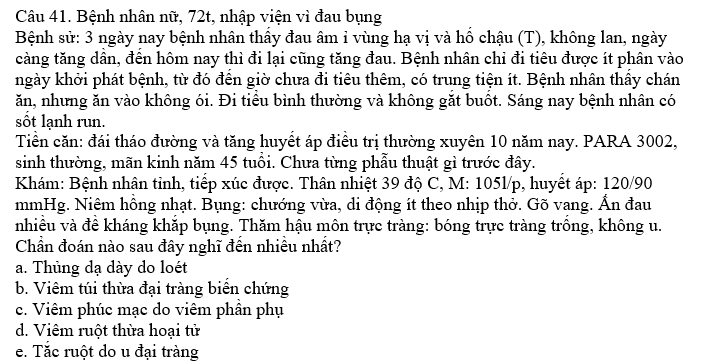 Câu 41. Bệnh nhân nữ, 72t, nhập viện vì đau bụng
Bệnh sử: 3 ngày nay bệnh nhân thấy đau âm ỉ vùng hạ vị và hố chậu (T), không lan, ngày
càng tăng dần, đến hôm nay thì đi lại cũng tăng đau. Bệnh nhân chỉ đi tiêu được ít phân vào
ngày khởi phát bệnh, từ đó đến giờ chưa đi tiêu thêm, có trung tiện ít. Bệnh nhân thấy chán
ăn, nhưng ăn vào không ói. Đi tiểu bình thường và không gắt buốt. Sáng nay bệnh nhân có
sốt lạnh run.
Tiền căn: đái tháo đường và tăng huyết áp điều trị thường xuyên 10 năm nay. PARA 3002,
sinh thường, mãn kinh năm 45 tuổi. Chưa từng phẫu thuật gì trước đây.
Khám: Bệnh nhân tỉnh, tiếp xúc được. Thân nhiệt 39 độ C, M: 105l/p, huyết áp: 120/90
mmHg. Niêm hồng nhạt. Bụng: chướng vừa, di động ít theo nhịp thở. Gõ vang. Ấn đau
nhiều và đề kháng khắp bụng. Thăm hậu môn trực tràng: bóng trực tràng trống, không u.
Chẩn đoán nào sau đây nghĩ đến nhiều nhất?
a. Thủng dạ dày do loét
b. Viêm túi thừa đại tràng biến chứng
c. Viêm phúc mạc do viêm phần phụ
d. Viêm ruột thừa hoại tử
e. Tắc ruột do u đại tràng